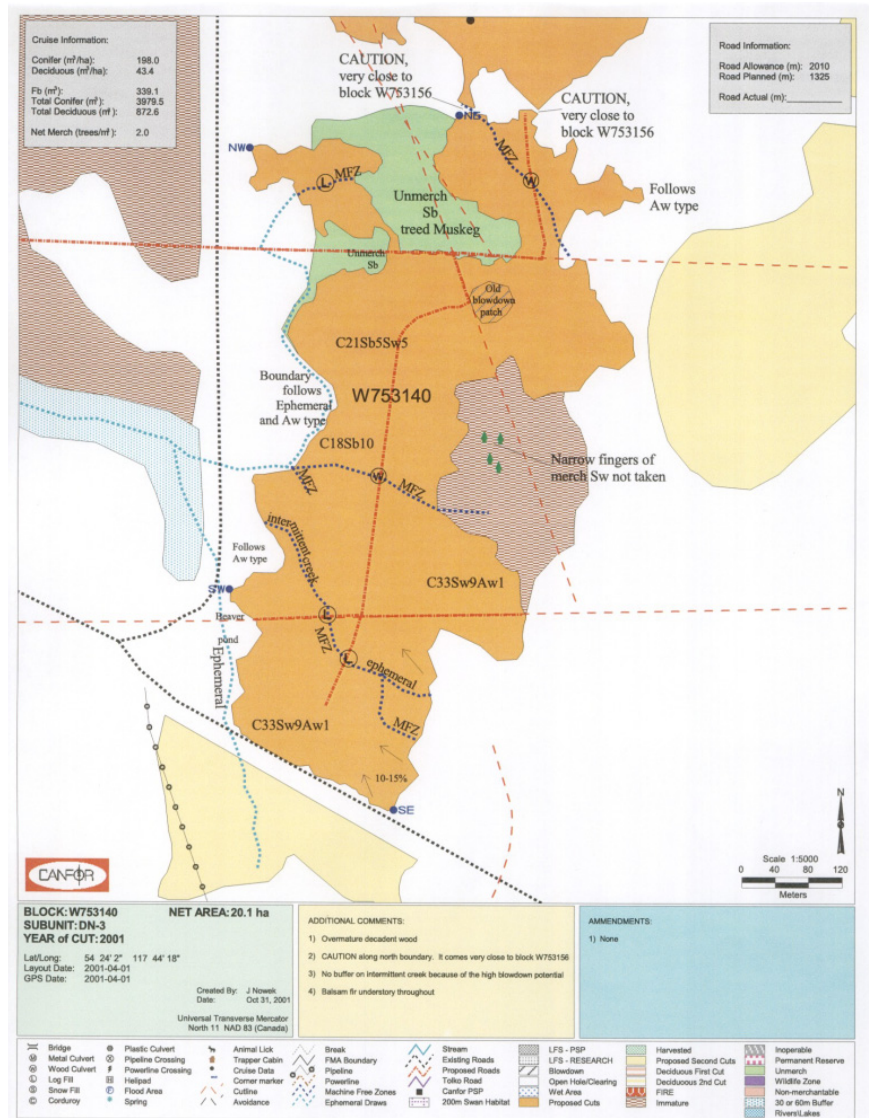 Cruise Information:
Conifer (m³/ha): 198.0
Deciduous (m³/ha): 43.4
Fb (m³): 339.1
Total Conifer (m³): 3979.5
Total Deciduous (m³): 872.6
Net Merch (trees/m³): 2.0
Road Information:
Road Allowance (m): 2010
Road Planned (m): 1325
Road Actual (m):
CAUTION,
very close to
block W753156
CAUTION,
very close to
block W753156
NW
NE
MFZ
MFZ
L
W
Follows
Aw type
Unmerch
Sb
treed Muskeg
Unmerch
Sb
Old
blowdown
patch
C21Sb5Sw5
Boundary
follows
Ephemeral
and Aw type
W753140
C18Sb10
Narrow fingers of
merch Sw not taken
MFZ
W
MFZ
intermittent creek
Follows
Aw type
SW
C33Sw9Aw1
Beaver
pond
L
MFZ
L
ephemeral
Ephemeral
MFZ
C33Sw9Aw1
10-15%
SE
N
Scale 1:5000
0 40 80 120
Meters
CANFOR
BLOCK: W753140 NET AREA: 20.1 ha
SUBUNIT: DN-3
YEAR of CUT: 2001
Lat/Long: 54 24' 2" 117 44' 18"
Layout Date: 2001-04-01
GPS Date: 2001-04-01
Created By: J Nowek
Date: Oct 31, 2001
Universal Transverse Mercator
North 11 NAD 83 (Canada)
ADDITIONAL COMMENTS:
1) Overmature decadent wood
2) CAUTION along north boundary. It comes very close to block W753156
3) No buffer on Intermittent creek because of the high blowdown potential
4) Balsam fir understory throughout
AMMENDMENTS:
1) None
Bridge
M Metal Culvert
W Wood Culvert
L Log Fill
S Snow Fill
C Corduroy
Plastic Culvert
Pipeline Crossing
Powerline Crossing
H Helipad
F Flood Area
Spring
Animal Lick
Trapper Cabin
Cruise Data
Corner marker
Cutline
Avoidance
Break
FMA Boundary
Pipeline
Powerline
Machine Free Zones
Ephemeral Draws
Stream
Existing Roads
Proposed Roads
Tolko Road
Canfor PSP
200m Swan Habitat
LFS - PSP
LFS - RESEARCH
Blowdown
Open Hole/Clearing
Wet Area
Proposed Cuts
Harvested
Proposed Second Cuts
Deciduous First Cut
Deciduous 2nd Cut
FIRE
Immature
Inoperable
Permanent Reserve
Unmerch
Wildlife Zone
Non-merchantable
30 or 60m Buffer
Rivers\Lakes